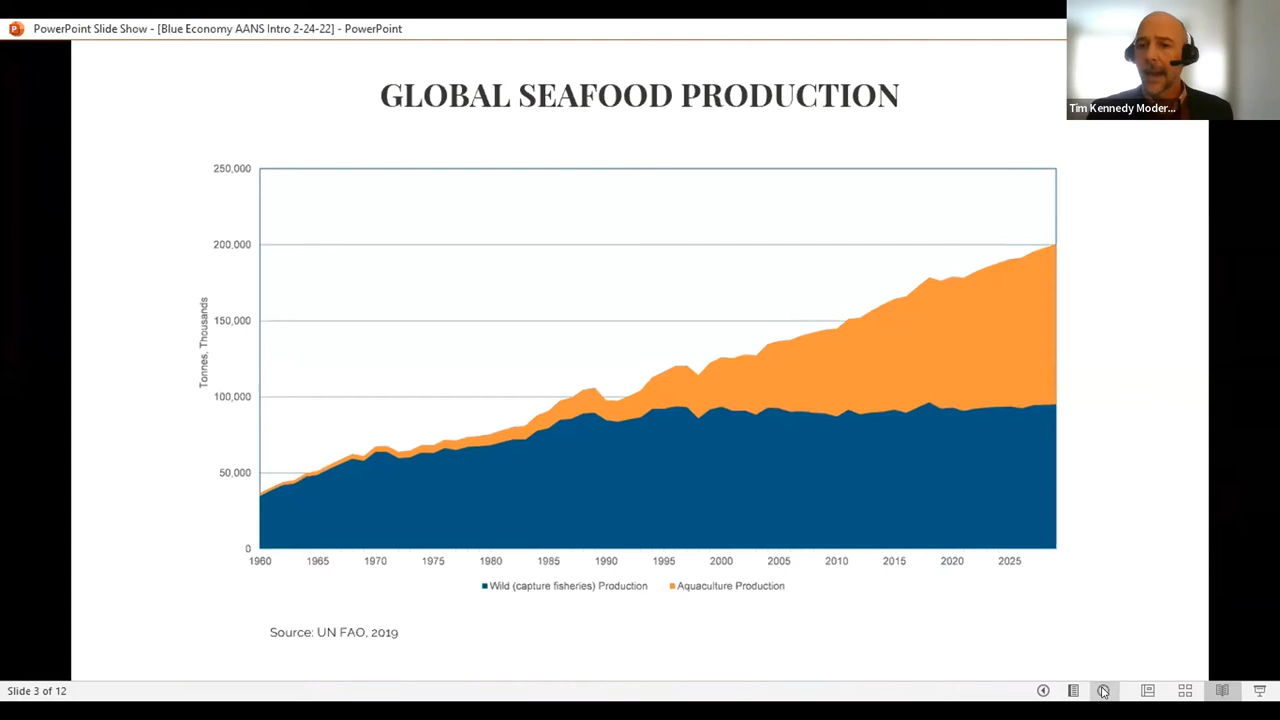 PowerPoint Slide Show - [Blue Economy AANS Intro 2-24-22] - PowerPoint
Tim Kennedy Moder...
GLOBAL SEAFOOD PRODUCTION
250,000
200,000
150,000
100,000
50,000
0
Tonnes, Thousands
1960 1965 1970 1975 1980 1985 1990 1995 2000 2005 2010 2015 2020 2025
Wild (capture fisheries) Production Aquaculture Production
Source: UN FAO, 2019
Slide 3 of 12